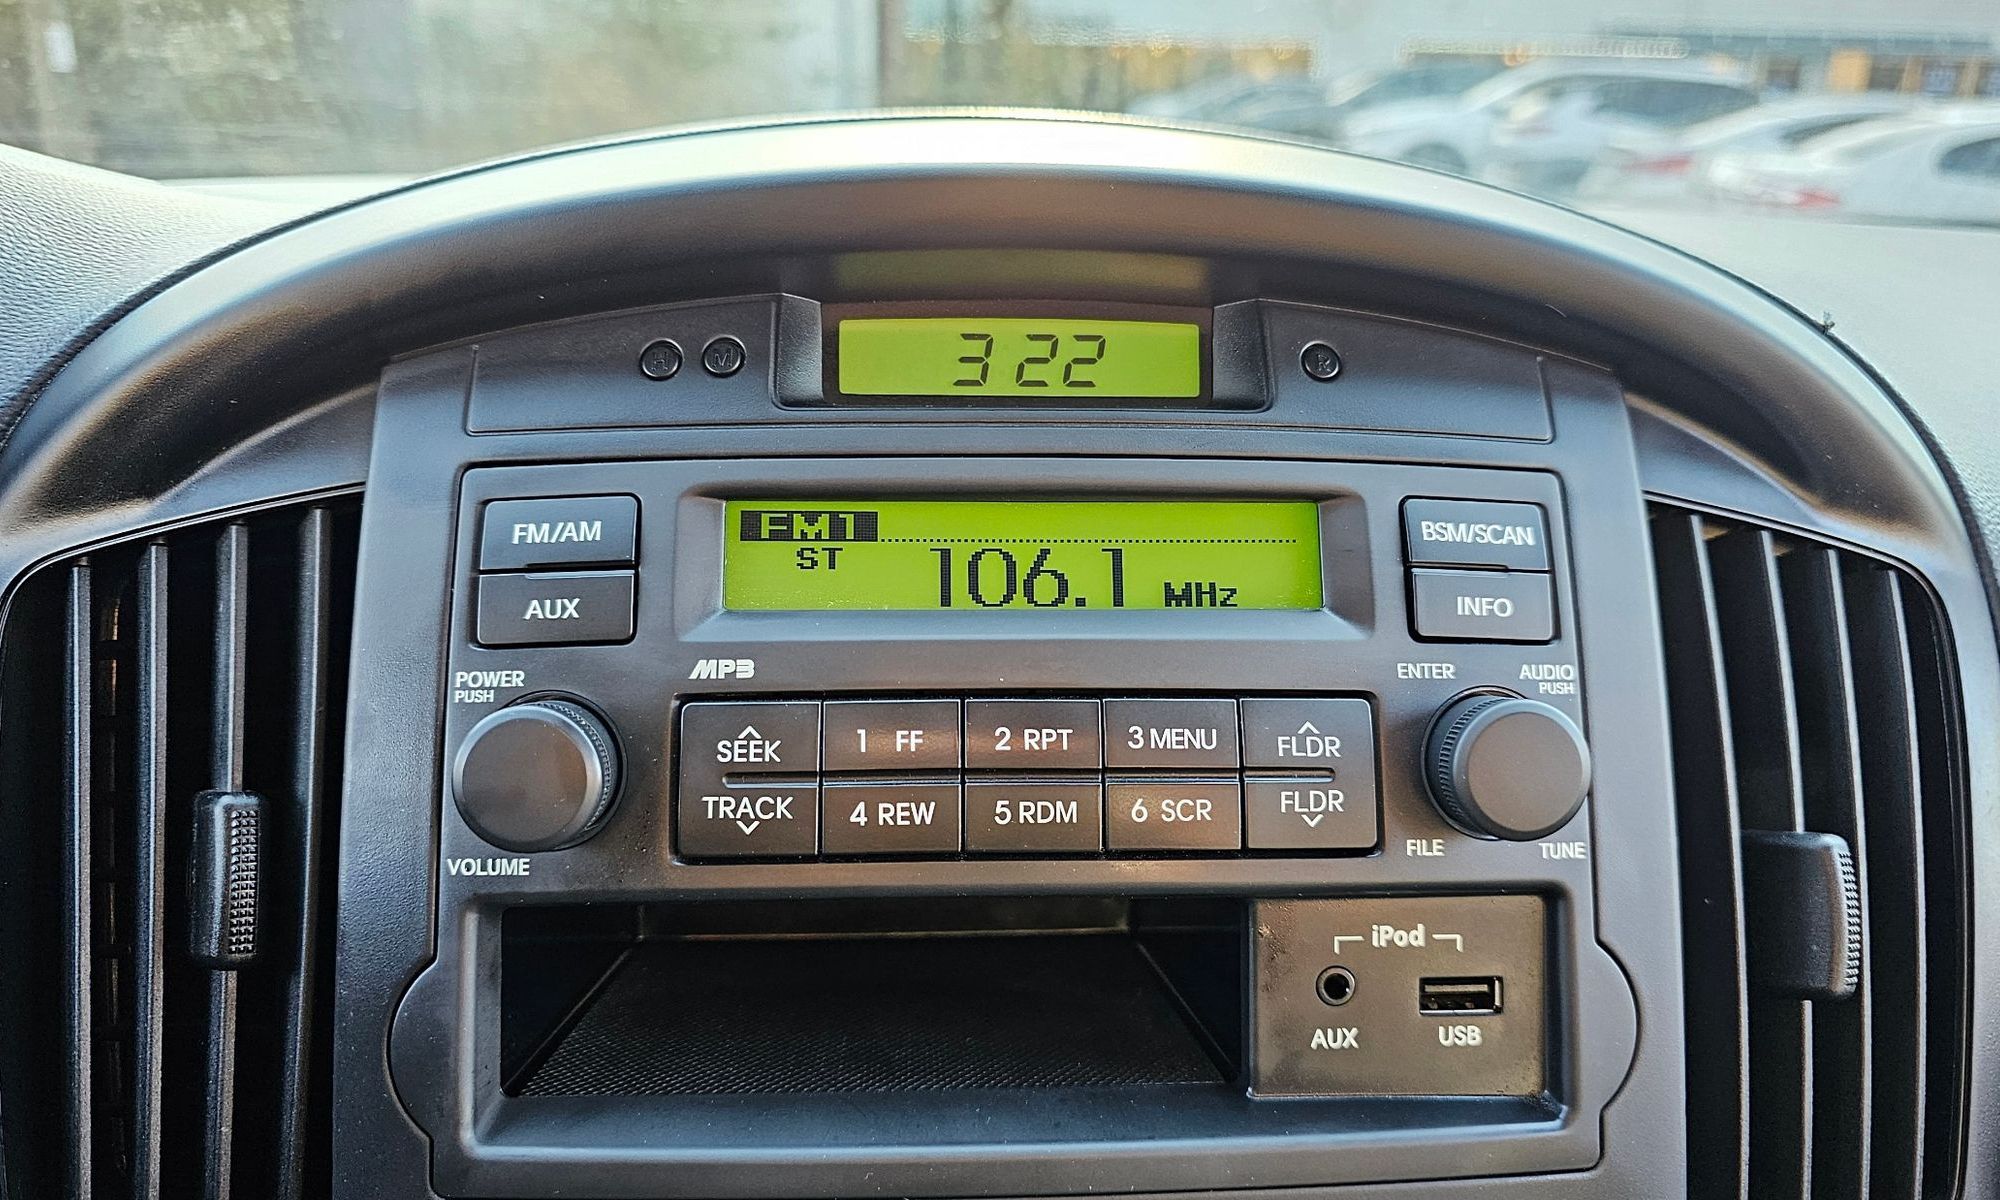 H M
3 22
R
FM/AM
FM1
ST 106.1 MHz
BSM/SCAN
AUX
INFO
POWER
PUSH
MP3
ENTER
AUDIO
PUSH
SEEK
1 FF
2 RPT
3 MENU
FLDR
TRACK
4 REW
5 RDM
6 SCR
FLDR
VOLUME
FILE
TUNE
iPod
AUX
USB